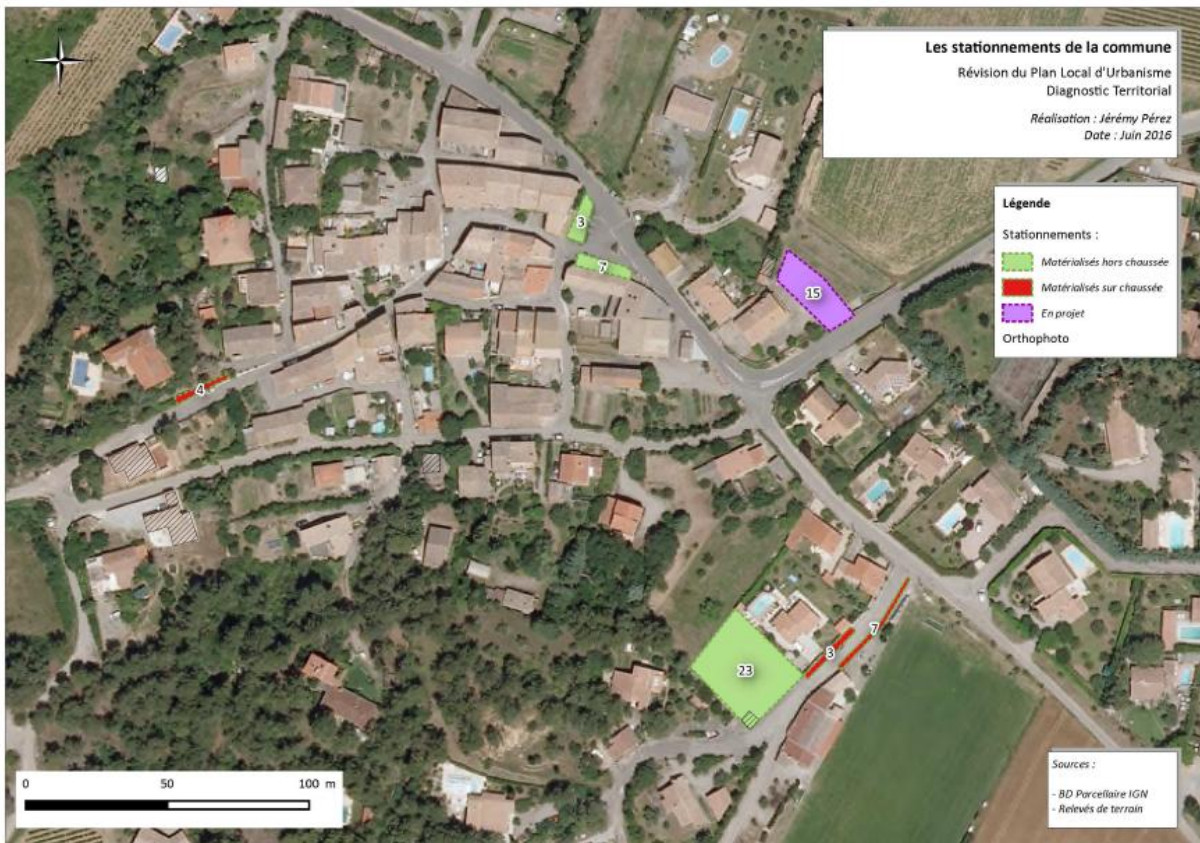 Les stationnements de la commune
Révision du Plan Local d'Urbanisme
Diagnostic Territorial
Réalisation : Jérémy Pérez
Date : Juin 2016
Légende
Stationnements :
Matérialisés hors chaussée
Matérialisés sur chaussée
En projet
Orthophoto
3
7
15
4
7
3
23
0 50 100 m
Sources :
- BD Parcellaire IGN
- Relevés de terrain